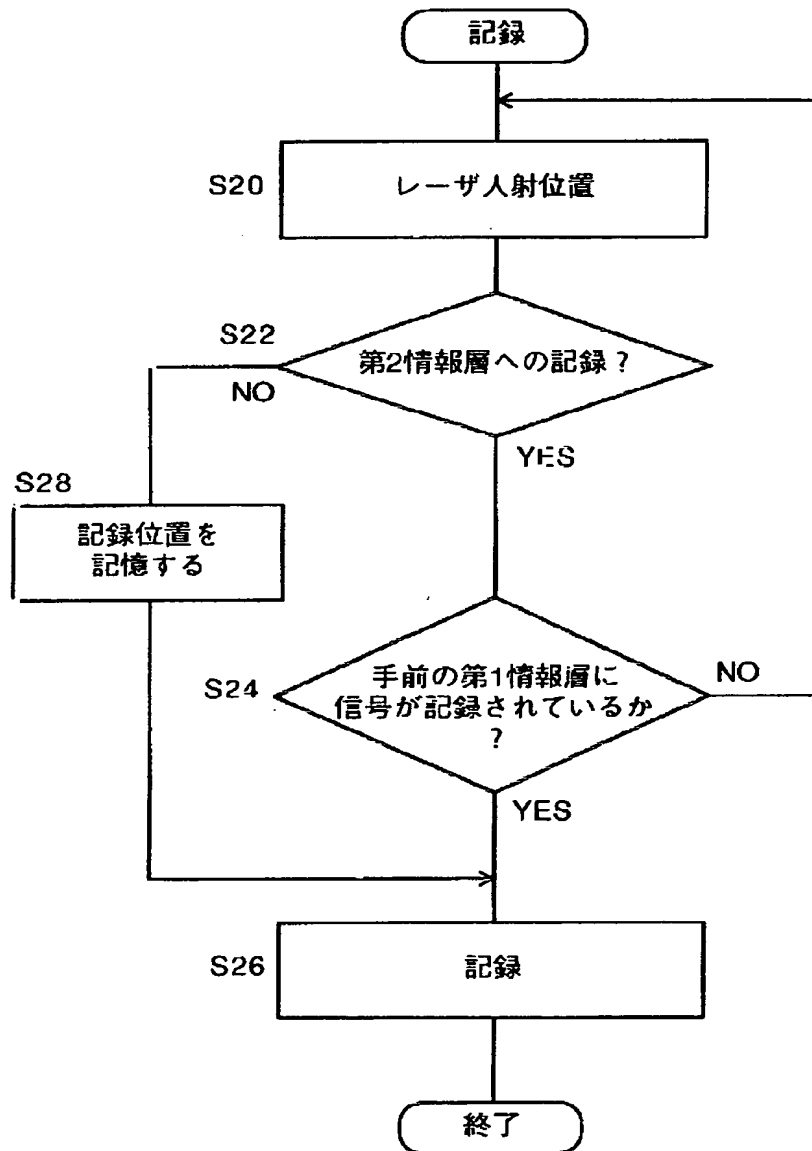 記録
S20
レーザ人射位置
S22
第2情報層への記録？
NO
YES
S28
記録位置を
記憶する
S24
手前の第1情報層に
信号が記録されているか
？
NO
YES
S26
記録
終了